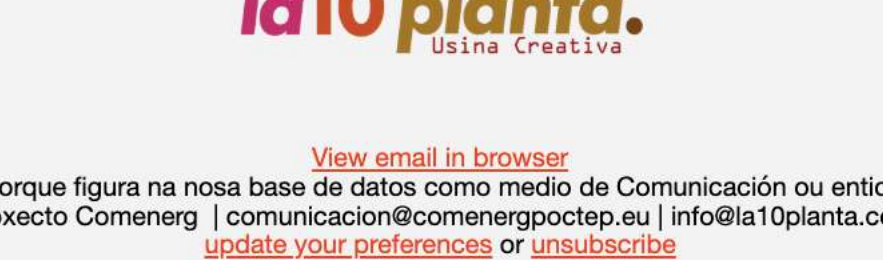 la10 planta.
Usina Creativa
View email in browser
orque figura na nosa base de datos como medio de Comunicación ou entid
oxecto Comenerg | comunicacion@comenergpoctep.eu | info@la10planta.co
update your preferences or unsubscribe